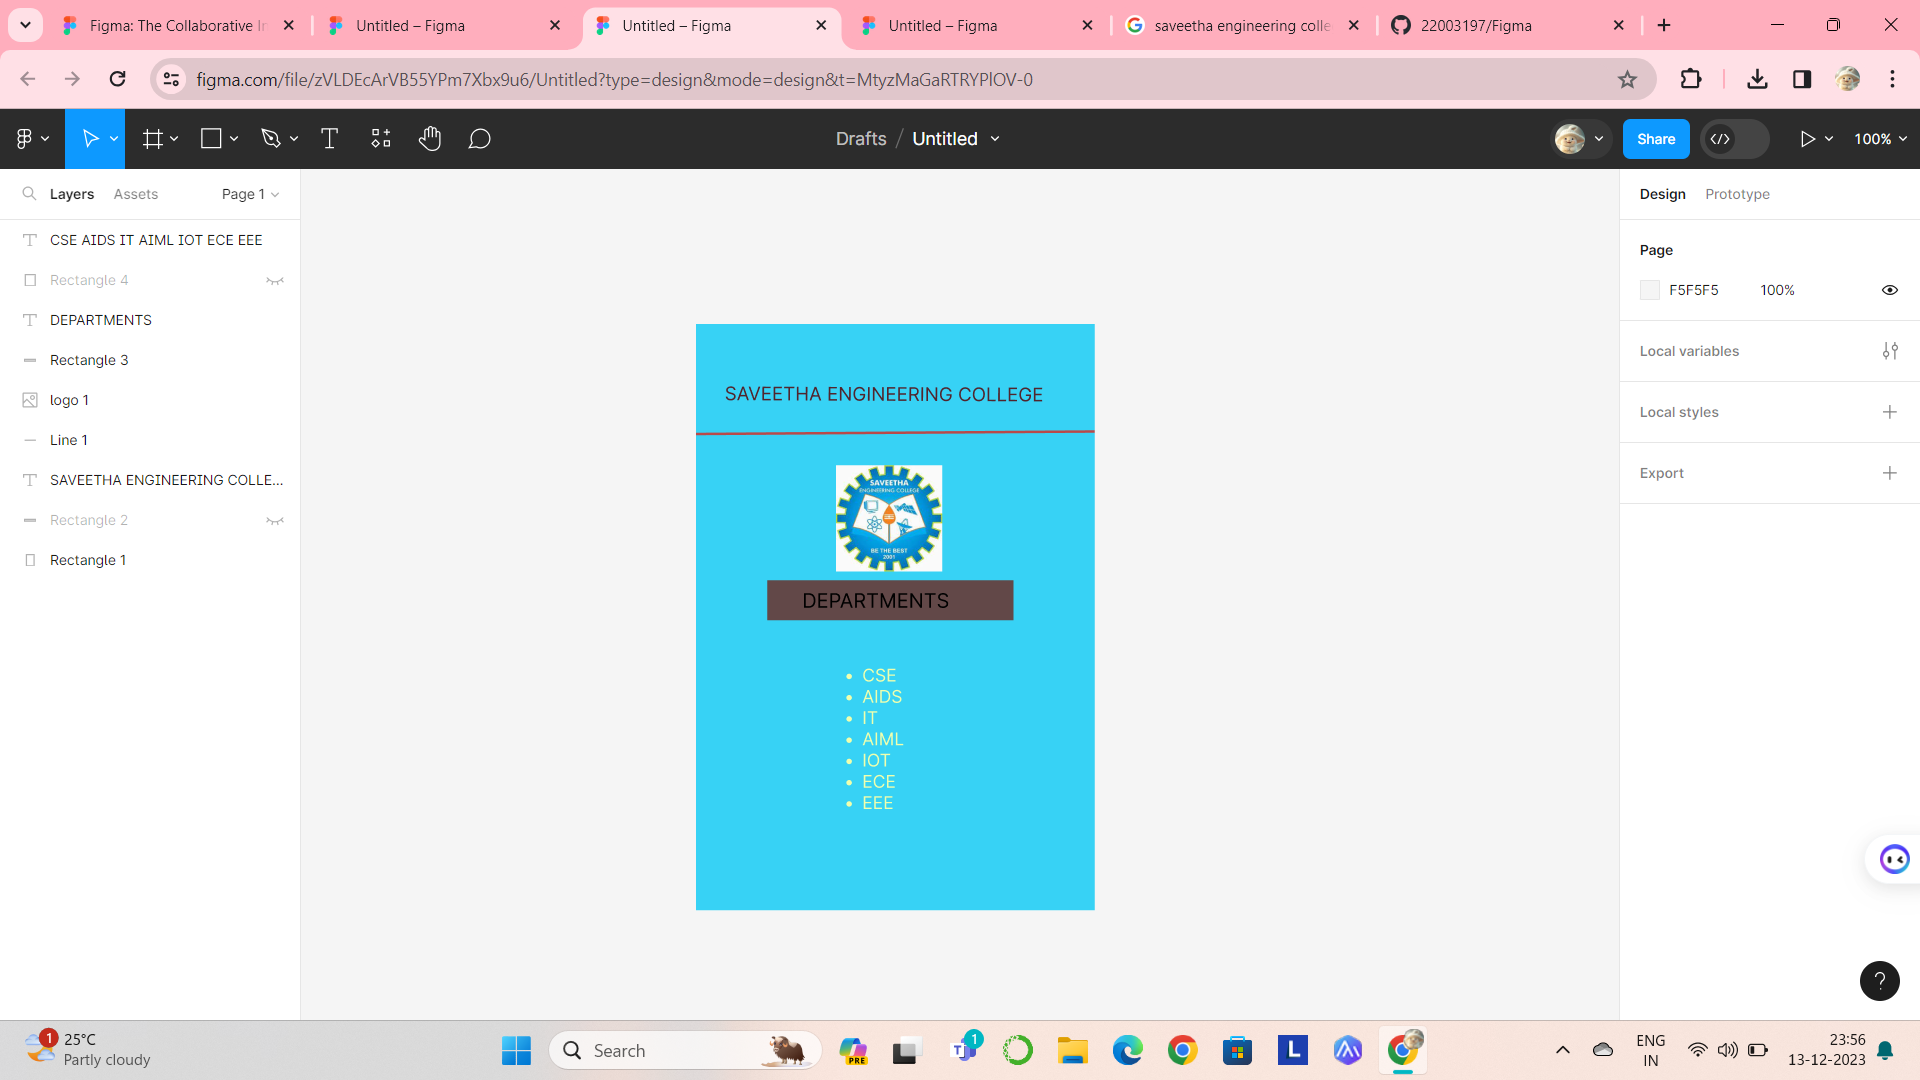 Figma: The Collaborative In
Untitled – Figma
Untitled – Figma
Untitled – Figma
saveetha engineering colle
22003197/Figma
figma.com/file/zVLDEcArVB55YPm7Xbx9u6/Untitled?type=design&mode=design&t=MtyzMaGaRTRYPlOV-0
Drafts / Untitled
Share
100%
Layers
Assets
Page 1
CSE AIDS IT AIML IOT ECE EEE
Rectangle 4
DEPARTMENTS
Rectangle 3
logo 1
Line 1
SAVEETHA ENGINEERING COLLE...
Rectangle 2
Rectangle 1
SAVEETHA ENGINEERING COLLEGE
SAVEETHA
ENGINEERING COLLEGE
BE THE BEST
2001
DEPARTMENTS
• CSE
• AIDS
• IT
• AIML
• IOT
• ECE
• EEE
Design
Prototype
Page
F5F5F5
100%
Local variables
Local styles
Export
?
1
25°C
Partly cloudy
Search
PRE
1
T
L
ENG
IN
23:56
13-12-2023